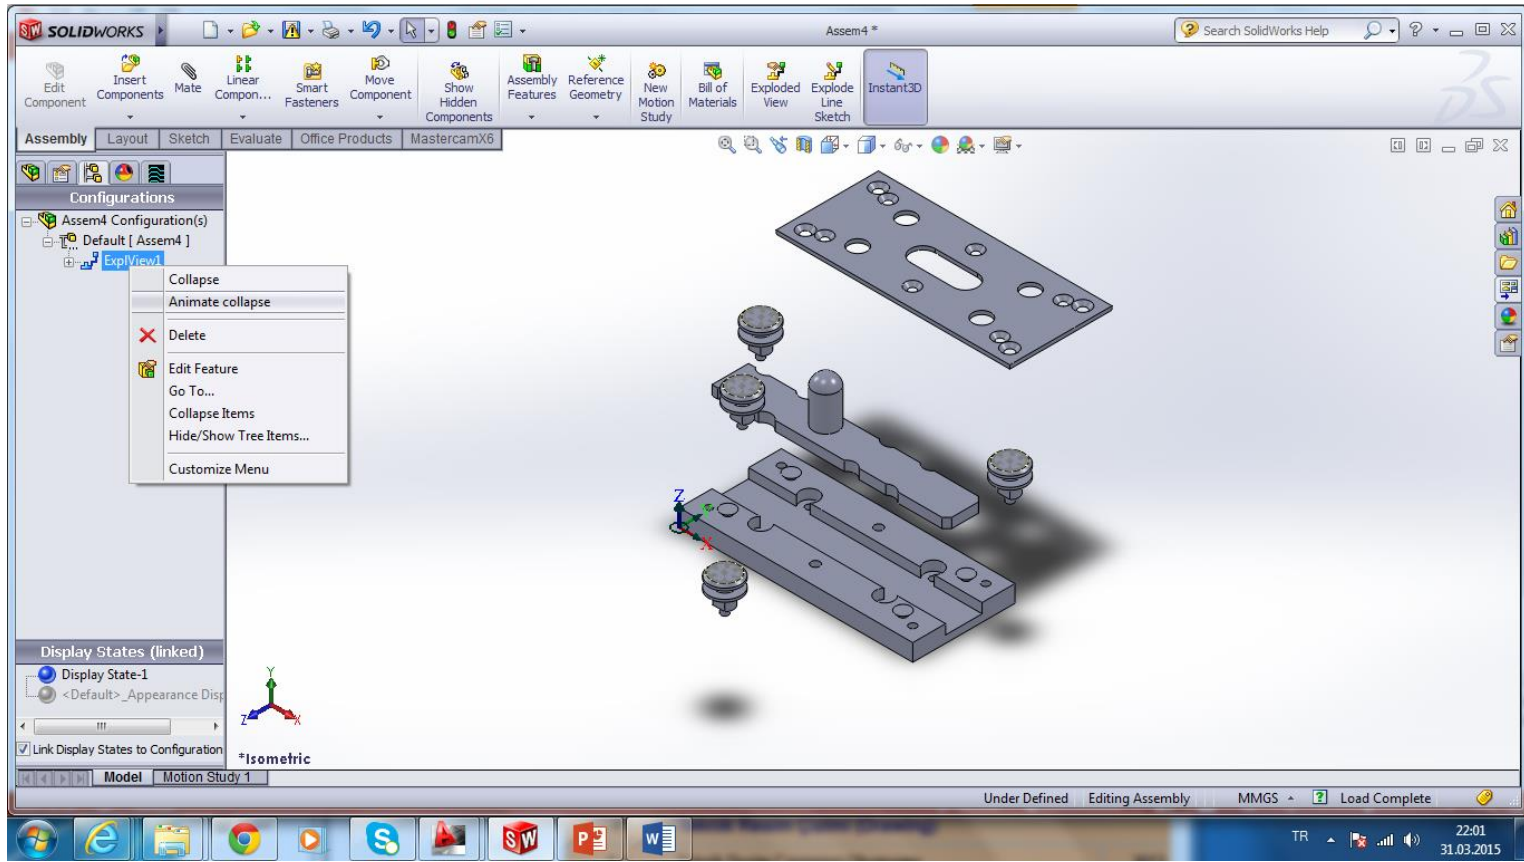 SOLIDWORKS
Assem4 *
Search SolidWorks Help
Edit Component
Insert Components
Mate
Linear Compon...
Smart Fasteners
Move Component
Show Hidden Components
Assembly Features
Reference Geometry
New Motion Study
Bill of Materials
Exploded View
Explode Line Sketch
Instant3D
Assembly
Layout
Sketch
Evaluate
Office Products
MastercamX6
Configurations
Assem4 Configuration(s)
Default [ Assem4 ]
ExplView1
Collapse
Animate collapse
Delete
Edit Feature
Go To...
Collapse Items
Hide/Show Tree Items...
Customize Menu
Z
X
Display States (linked)
Display State-1
<Default>_Appearance Disp
Link Display States to Configuration
Y
Z
X
*Isometric
Model
Motion Study 1
Under Defined
Editing Assembly
MMGS
Load Complete
TR
22:01
31.03.2015